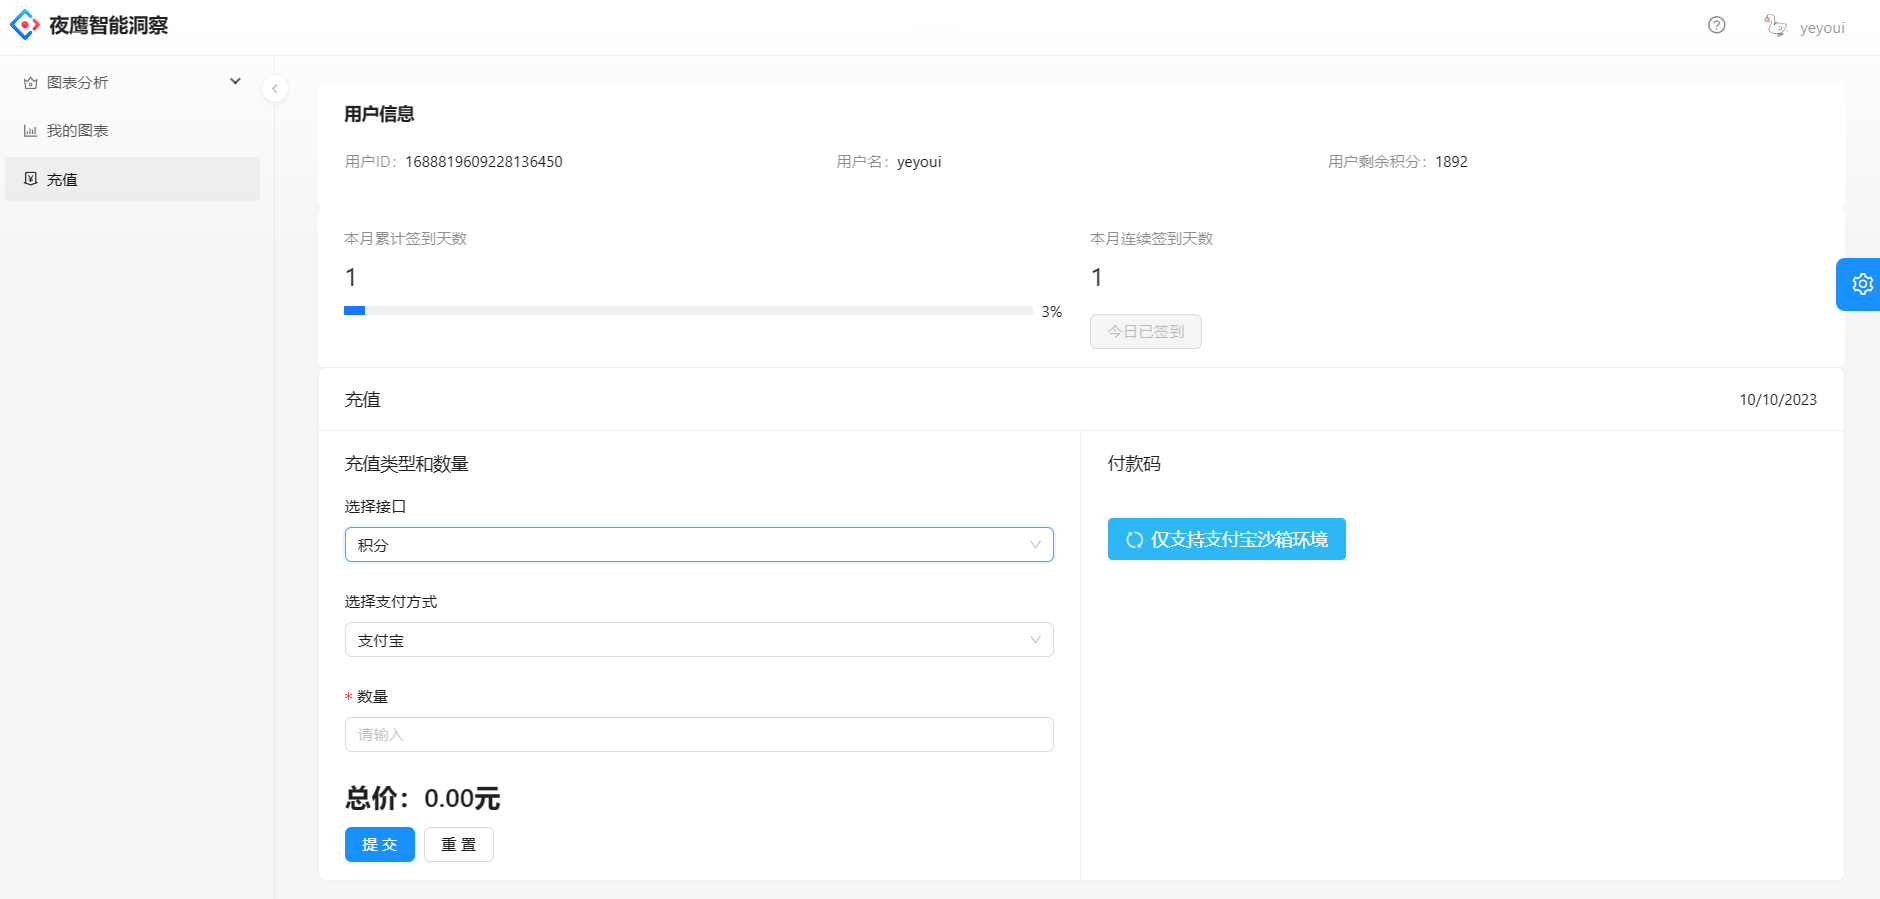 夜鹰智能洞察
yeyoui
图表分析
我的图表
充值
用户信息
用户ID：1688819609228136450
用户名：yeyoui
用户剩余积分：1892
本月累计签到天数
1
3%
本月连续签到天数
1
今日已签到
充值
10/10/2023
充值类型和数量
选择接口
积分
选择支付方式
支付宝
* 数量
请输入
总价：0.00元
提 交
重 置
付款码
仅支持支付宝沙箱环境